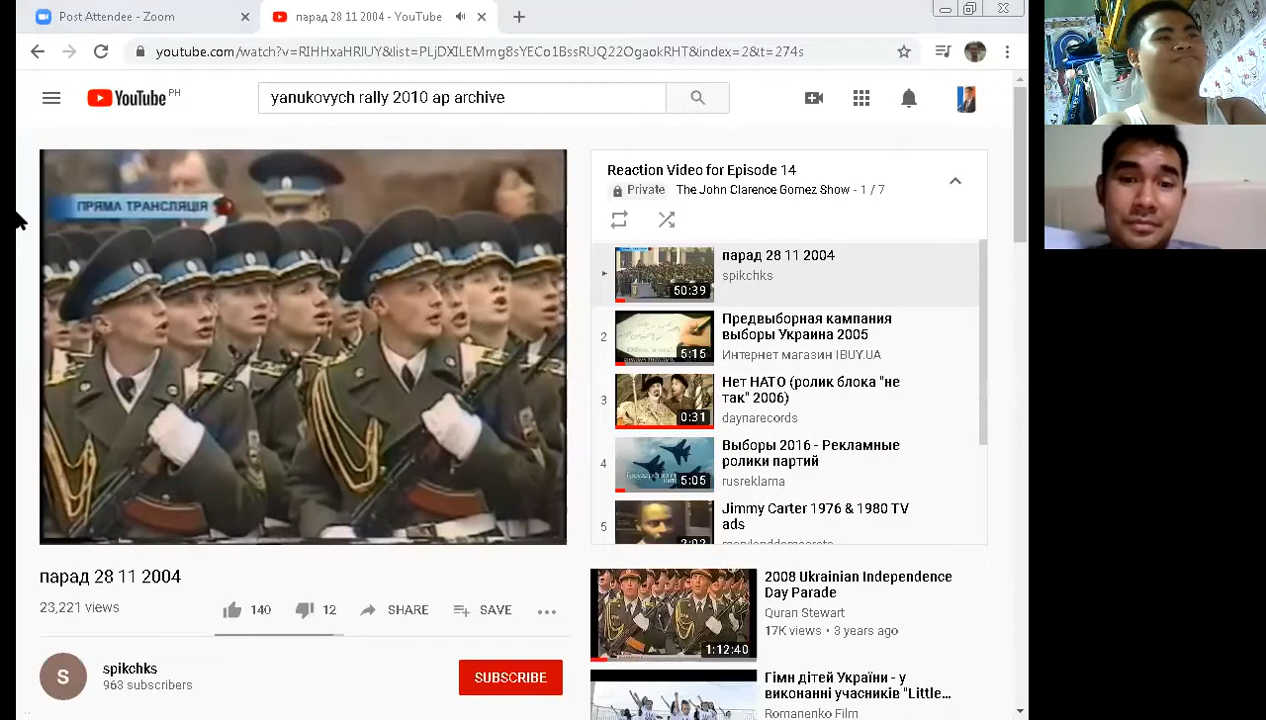 Post Attendee - Zoom
парад 28 11 2004 - YouTube
youtube.com/watch?v=RIHHxaHRlUY&list=PLjDXILEMmg8sYECo1BssRUQ22OgaokRHT&index=2&t=274s
YouTube PH
yanukovych rally 2010 ap archive
ПРЯМА ТРАНСЛЯЦІЯ
Reaction Video for Episode 14
Private The John Clarence Gomez Show - 1 / 7
парад 28 11 2004
spikchks
50:39
2
Предвыборная кампания
выборы Украина 2005
Интернет магазин IBUY.UA
5:15
3
Нет НАТО (ролик блока "не
так" 2006)
daynarecords
0:31
4
Выборы 2016 - Рекламные
ролики партий
rusreklama
5:05
5
Jimmy Carter 1976 & 1980 TV
ads
парад 28 11 2004
23,221 views
140
12
SHARE
SAVE
S
spikchks
963 subscribers
SUBSCRIBE
2008 Ukrainian Independence
Day Parade
Quran Stewart
17K views • 3 years ago
1:12:40
Гімн дітей України - у
виконанні учасників "Little...
Romanenko Film